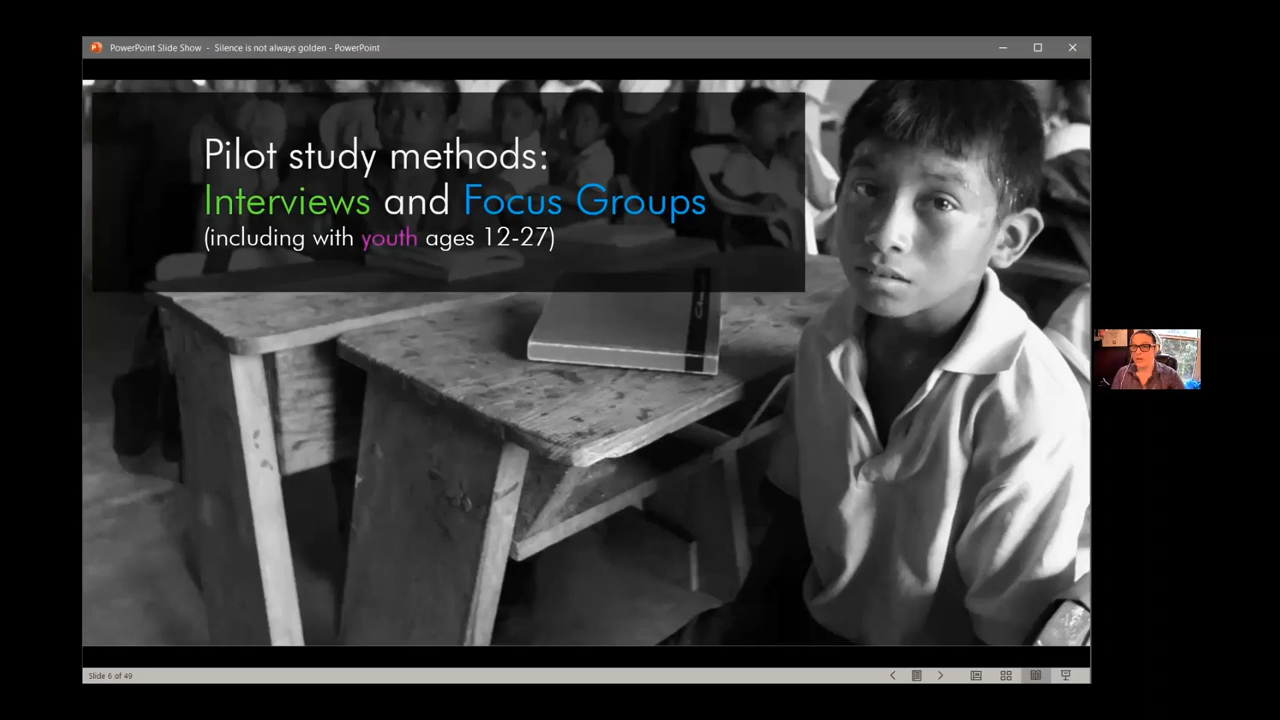 PowerPoint Slide Show - Silence is not always golden - PowerPoint
Pilot study methods:
Interviews and Focus Groups
(including with youth ages 12-27)
Slide 6 of 49